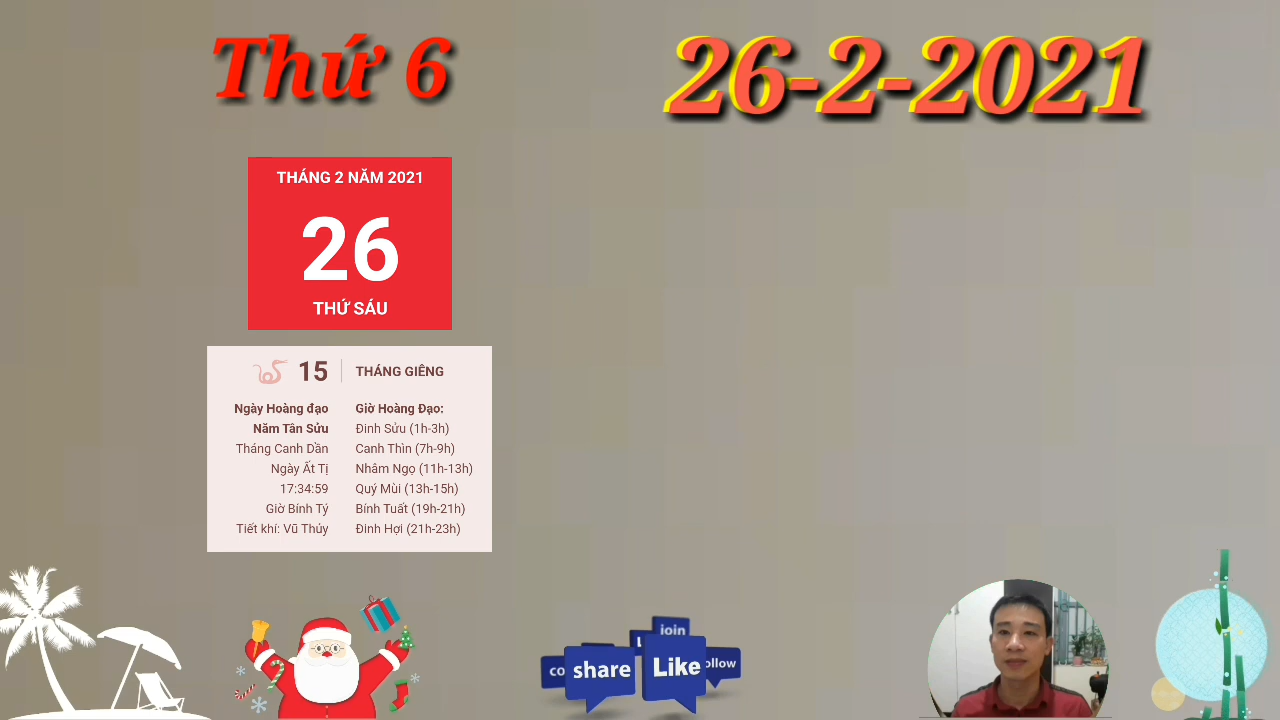 Thứ 6
26-2-2021
THÁNG 2 NĂM 2021
26
THỨ SÁU
15
THÁNG GIÊNG
Ngày Hoàng đạo
Năm Tân Sửu
Tháng Canh Dần
Ngày Ất Tị
17:34:59
Giờ Bính Tý
Tiết khí: Vũ Thủy
Giờ Hoàng Đạo:
Đinh Sửu (1h-3h)
Canh Thìn (7h-9h)
Nhâm Ngọ (11h-13h)
Quý Mùi (13h-15h)
Bính Tuất (19h-21h)
Đinh Hợi (21h-23h)
join
co
share
Like
ollow